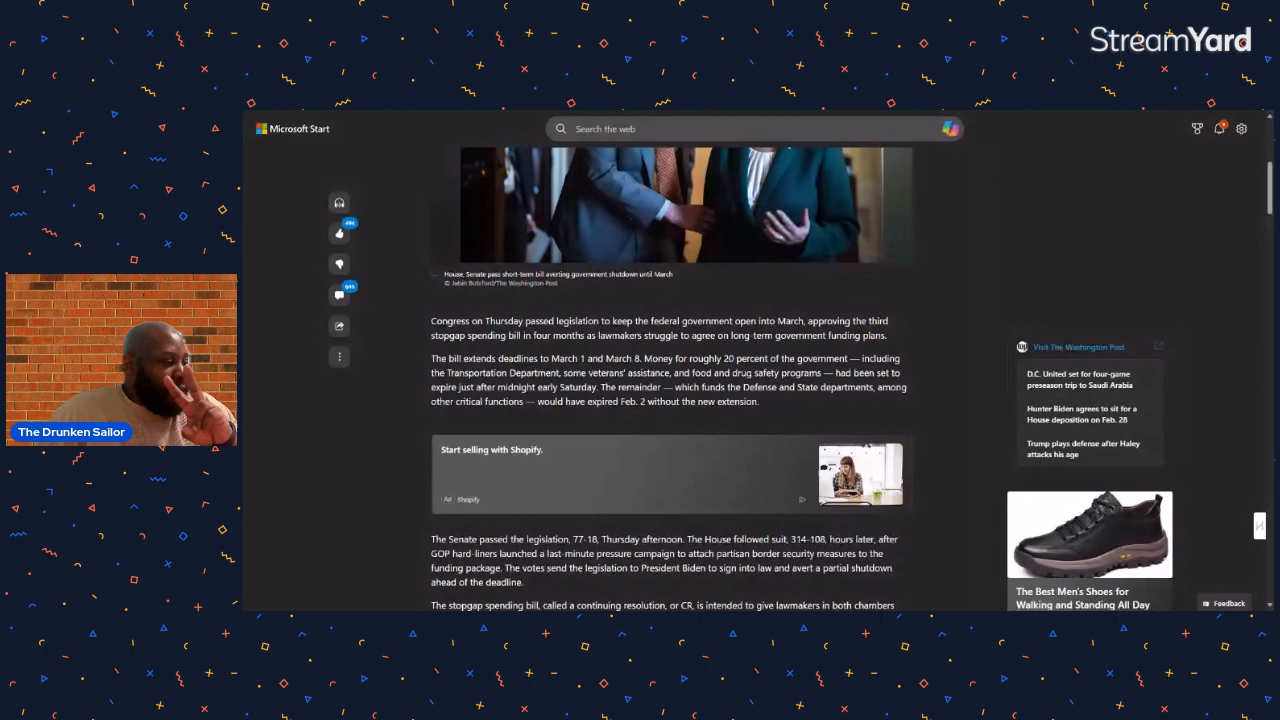 StreamYard
Microsoft Start
Search the web
House, Senate pass short-term bill averting government shutdown until March
© Jabin Botsford/The Washington Post
Congress on Thursday passed legislation to keep the federal government open into March, approving the third
stopgap spending bill in four months as lawmakers struggle to agree on long-term government funding plans.
The bill extends deadlines to March 1 and March 8. Money for roughly 20 percent of the government — including
the Transportation Department, some veterans' assistance, and food and drug safety programs — had been set to
expire just after midnight early Saturday. The remainder — which funds the Defense and State departments, among
other critical functions — would have expired Feb. 2 without the new extension.
Start selling with Shopify.
Ad Shopify
The Senate passed the legislation, 77-18, Thursday afternoon. The House followed suit, 314-108, hours later, after
GOP hard-liners launched a last-minute pressure campaign to attach partisan border security measures to the
funding package. The votes send the legislation to President Biden to sign into law and avert a partial shutdown
ahead of the deadline.
The stopgap spending bill, called a continuing resolution, or CR, is intended to give lawmakers in both chambers
Visit The Washington Post
D.C. United set for four-game
preseason trip to Saudi Arabia
Hunter Biden agrees to sit for a
House deposition on Feb. 28
Trump plays defense after Haley
attacks his age
The Best Men's Shoes for
Walking and Standing All Day
Feedback
The Drunken Sailor